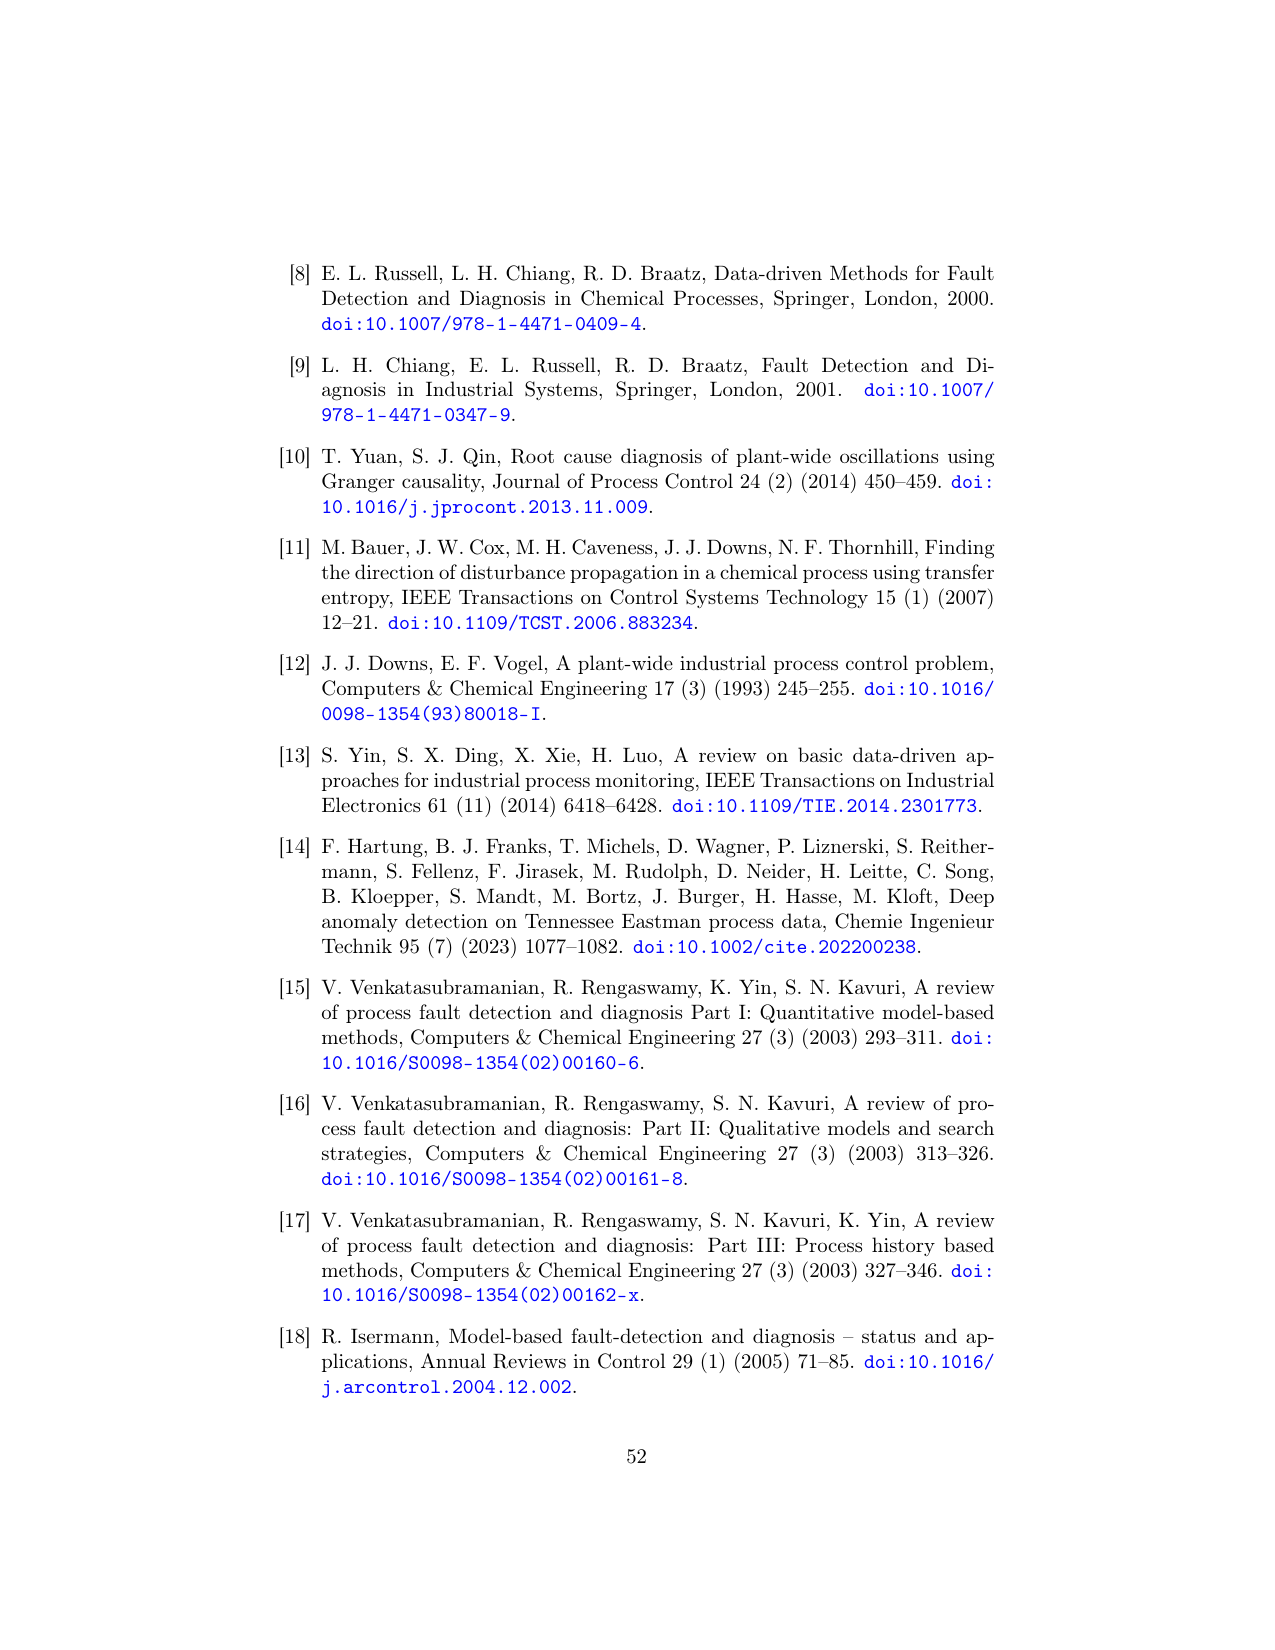 [8] E. L. Russell, L. H. Chiang, R. D. Braatz, Data-driven Methods for Fault
Detection and Diagnosis in Chemical Processes, Springer, London, 2000.
doi:10.1007/978-1-4471-0409-4.
[9] L. H. Chiang, E. L. Russell, R. D. Braatz, Fault Detection and Di-
agnosis in Industrial Systems, Springer, London, 2001. doi:10.1007/
978-1-4471-0347-9.
[10] T. Yuan, S. J. Qin, Root cause diagnosis of plant-wide oscillations using
Granger causality, Journal of Process Control 24 (2) (2014) 450–459. doi:
10.1016/j.jprocont.2013.11.009.
[11] M. Bauer, J. W. Cox, M. H. Caveness, J. J. Downs, N. F. Thornhill, Finding
the direction of disturbance propagation in a chemical process using transfer
entropy, IEEE Transactions on Control Systems Technology 15 (1) (2007)
12–21. doi:10.1109/TCST.2006.883234.
[12] J. J. Downs, E. F. Vogel, A plant-wide industrial process control problem,
Computers & Chemical Engineering 17 (3) (1993) 245–255. doi:10.1016/
0098-1354(93)80018-I.
[13] S. Yin, S. X. Ding, X. Xie, H. Luo, A review on basic data-driven ap-
proaches for industrial process monitoring, IEEE Transactions on Industrial
Electronics 61 (11) (2014) 6418–6428. doi:10.1109/TIE.2014.2301773.
[14] F. Hartung, B. J. Franks, T. Michels, D. Wagner, P. Liznerski, S. Reither-
mann, S. Fellenz, F. Jirasek, M. Rudolph, D. Neider, H. Leitte, C. Song,
B. Kloepper, S. Mandt, M. Bortz, J. Burger, H. Hasse, M. Kloft, Deep
anomaly detection on Tennessee Eastman process data, Chemie Ingenieur
Technik 95 (7) (2023) 1077–1082. doi:10.1002/cite.202200238.
[15] V. Venkatasubramanian, R. Rengaswamy, K. Yin, S. N. Kavuri, A review
of process fault detection and diagnosis Part I: Quantitative model-based
methods, Computers & Chemical Engineering 27 (3) (2003) 293–311. doi:
10.1016/S0098-1354(02)00160-6.
[16] V. Venkatasubramanian, R. Rengaswamy, S. N. Kavuri, A review of pro-
cess fault detection and diagnosis: Part II: Qualitative models and search
strategies, Computers & Chemical Engineering 27 (3) (2003) 313–326.
doi:10.1016/S0098-1354(02)00161-8.
[17] V. Venkatasubramanian, R. Rengaswamy, S. N. Kavuri, K. Yin, A review
of process fault detection and diagnosis: Part III: Process history based
methods, Computers & Chemical Engineering 27 (3) (2003) 327–346. doi:
10.1016/S0098-1354(02)00162-x.
[18] R. Isermann, Model-based fault-detection and diagnosis – status and ap-
plications, Annual Reviews in Control 29 (1) (2005) 71–85. doi:10.1016/
j.arcontrol.2004.12.002.
52